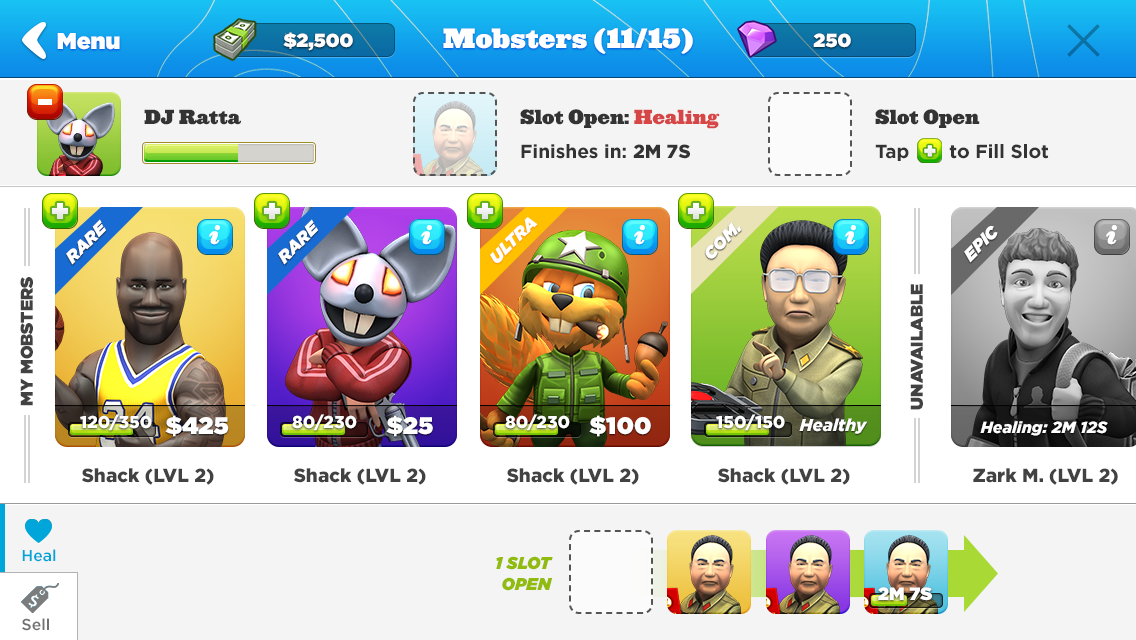 Menu
$2,500
Mobsters (11/15)
250
DJ Ratta
Slot Open: Healing
Finishes in: 2M 7S
Slot Open
Tap to Fill Slot
MY MOBSTERS
RARE
120/350
$425
Shack (LVL 2)
RARE
80/230
$25
Shack (LVL 2)
ULTRA
80/230
$100
Shack (LVL 2)
COM.
150/150
Healthy
Shack (LVL 2)
UNAVAILABLE
EPIC
Healing: 2M 12S
Zark M. (LVL 2)
Heal
Sell
1 SLOT
OPEN
2M 7S